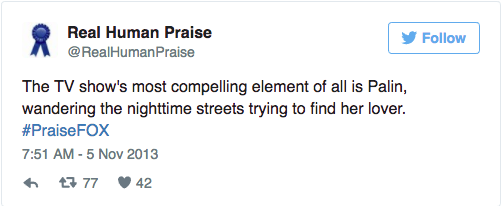 Real Human Praise
@RealHumanPraise
Follow
The TV show's most compelling element of all is Palin,
wandering the nighttime streets trying to find her lover.
#PraiseFOX
7:51 AM - 5 Nov 2013
77 42